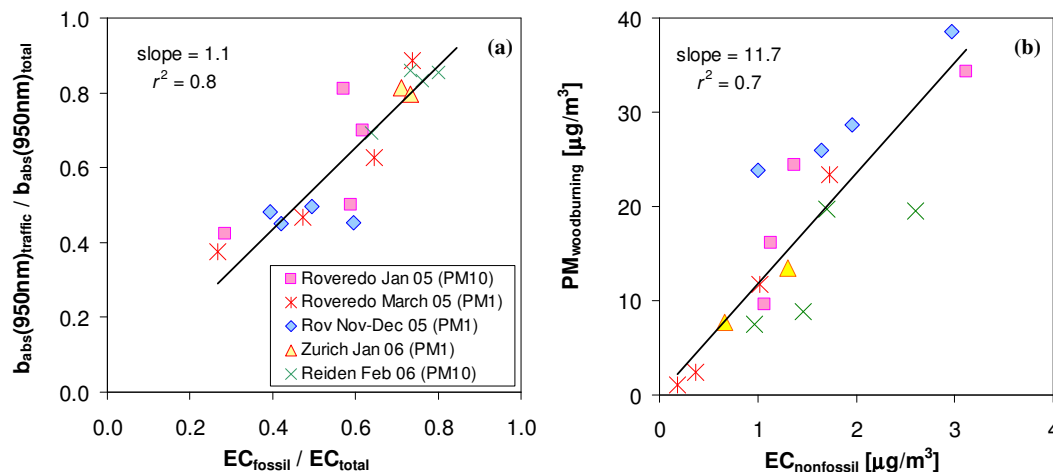 (a)
slope = 1.1
r² = 0.8
b_abs(950nm)_traffic / b_abs(950nm)_total
1.0
0.8
0.6
0.4
0.2
0.0
Roveredo Jan 05 (PM10)
Roveredo March 05 (PM1)
Rov Nov-Dec 05 (PM1)
Zurich Jan 06 (PM1)
Reiden Feb 06 (PM10)
0.0 0.2 0.4 0.6 0.8 1.0
EC_fossil / EC_total
(b)
slope = 11.7
r² = 0.7
PM_woodburning [µg/m³]
40
30
20
10
0
0 1 2 3 4
EC_nonfossil [µg/m³]